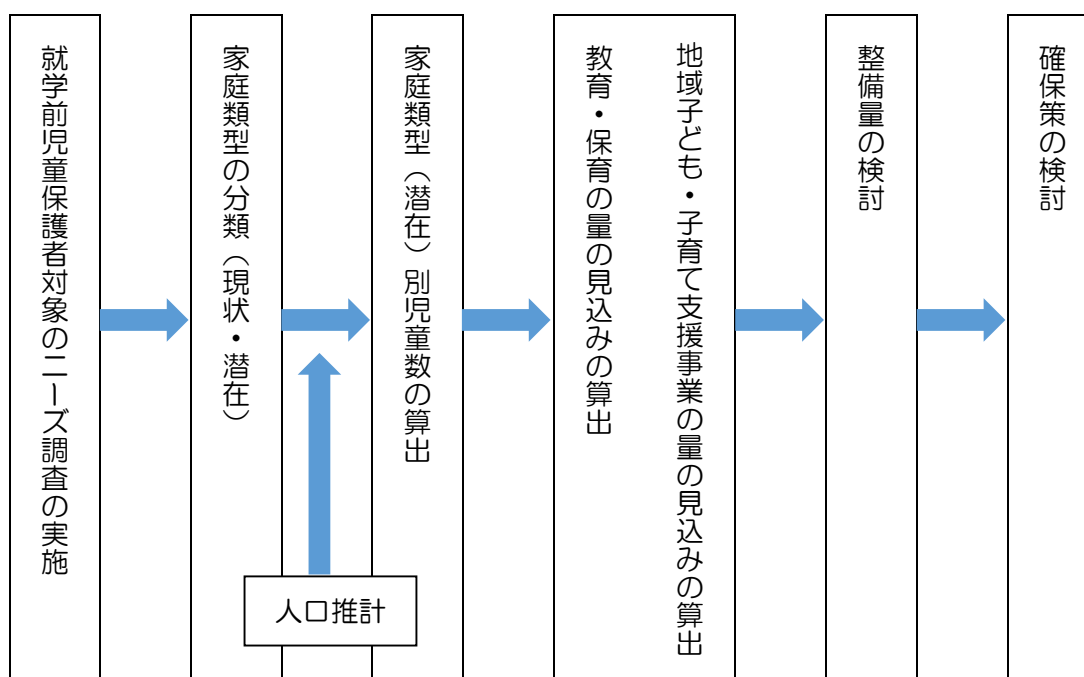 就学前児童保護者対象のニーズ調査の実施
家庭類型の分類（現状・潜在）
人口推計
家庭類型（潜在）別児童数の算出
教育・保育の量の見込みの算出
地域子ども・子育て支援事業の量の見込みの算出
整備量の検討
確保策の検討